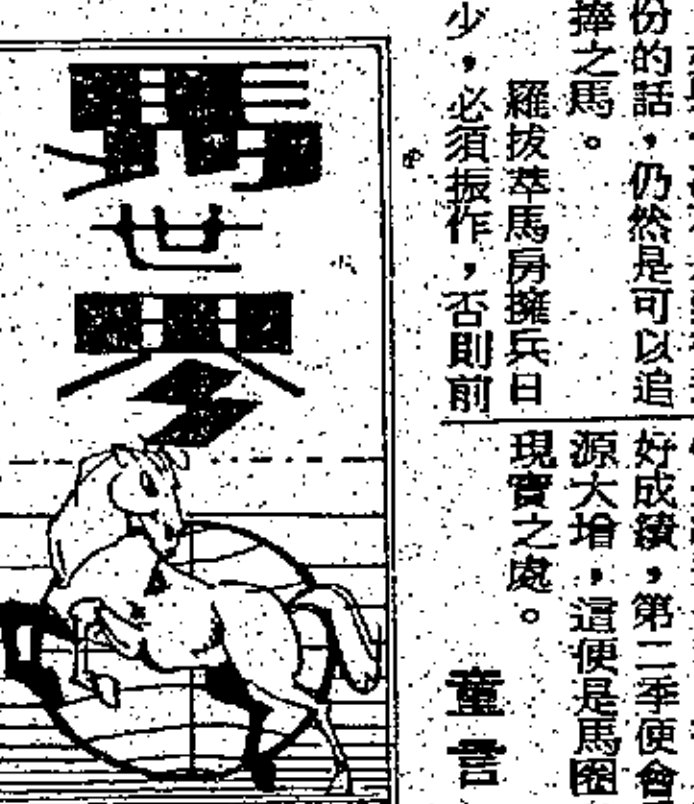 份的話，仍然是可以追
捧之馬。
羅拔萃馬房擁兵日
少，必須振作，否則前
好成績，第二季便會
源大增，這便是馬圈
現實之處。
童言
馬世界